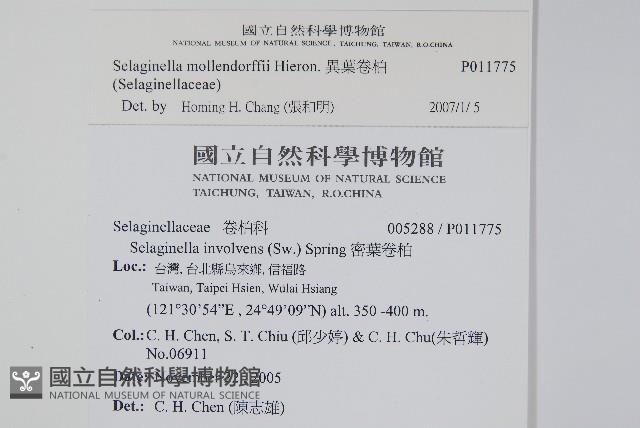 國立自然科學博物館
NATIONAL MUSEUM OF NATURAL SCIENCE, TAICHUNG, TAIWAN, R.O.CHINA
Selaginella mollendorffii Hieron. 異葉卷柏 P011775
(Selaginellaceae)
Det. by Homing H. Chang (張和明) 2007/1/5
國立自然科學博物館
NATIONAL MUSEUM OF NATURAL SCIENCE
TAICHUNG, TAIWAN, R.O.CHINA
Selaginellaceae 卷柏科 005288 / P011775
Selaginella involvens (Sw.) Spring 密葉卷柏
Loc.: 台灣, 台北縣烏來鄉, 信福路
Taiwan, Taipei Hsien, Wulai Hsiang
(121°30'54"E , 24°49'09"N) alt. 350 -400 m.
Col.: C. H. Chen, S. T. Chiu (邱少婷) & C. H. Chu(朱哲輝)
No.06911
Date: November 2005
國立自然科學博物館
NATIONAL MUSEUM OF NATURAL SCIENCE
Det.: C. H. Chen (陳志雄)